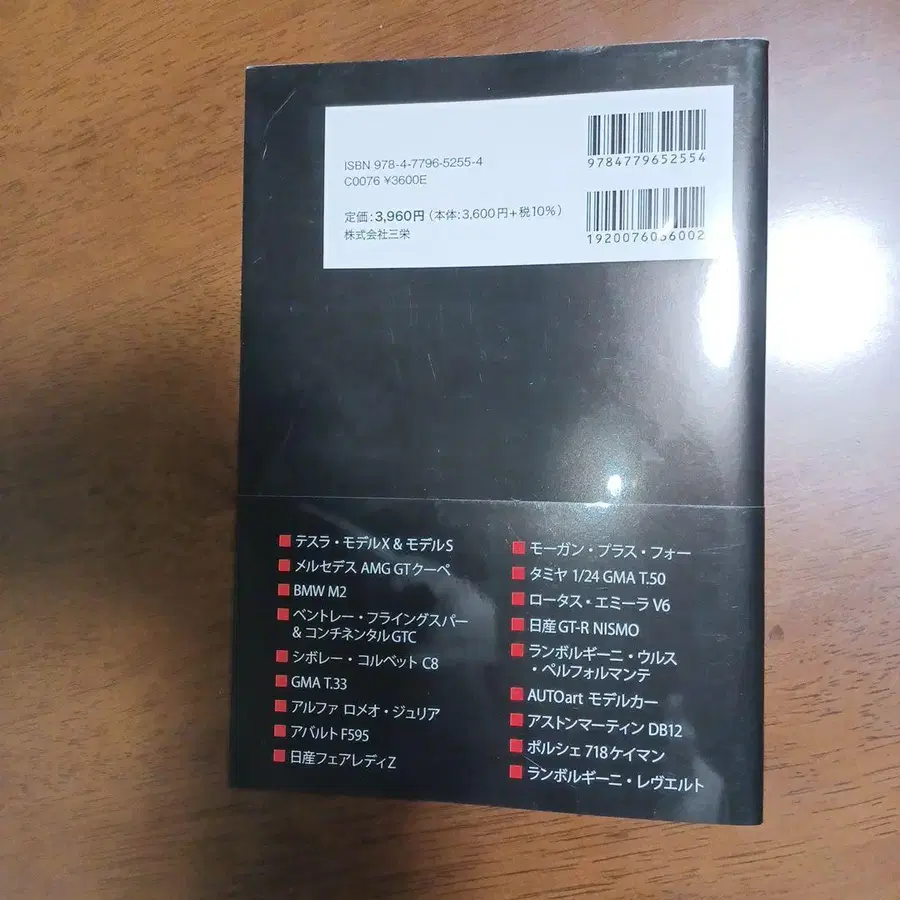 ISBN 978-4-7796-5255-4
C0076 ¥3600E
定価:3,960円(本体:3,600円+税10%)
株式会社三栄
9784779652554
1920076036002
テスラ・モデルX & モデルS
メルセデス AMG GTクーペ
BMW M2
ベントレー・フライングスパー
& コンチネンタルGTC
シボレー・コルベット C8
GMA T.33
アルファ ロメオ・ジュリア
アバルト F595
日産フェアレディZ
モーガン・プラス・フォー
タミヤ 1/24 GMA T.50
ロータス・エミーラ V6
日産GT-R NISMO
ランボルギーニ・ウルス
・ペルフォルマンテ
AUTOart モデルカー
アストンマーティン DB12
ポルシェ 718ケイマン
ランボルギーニ・レヴエルト